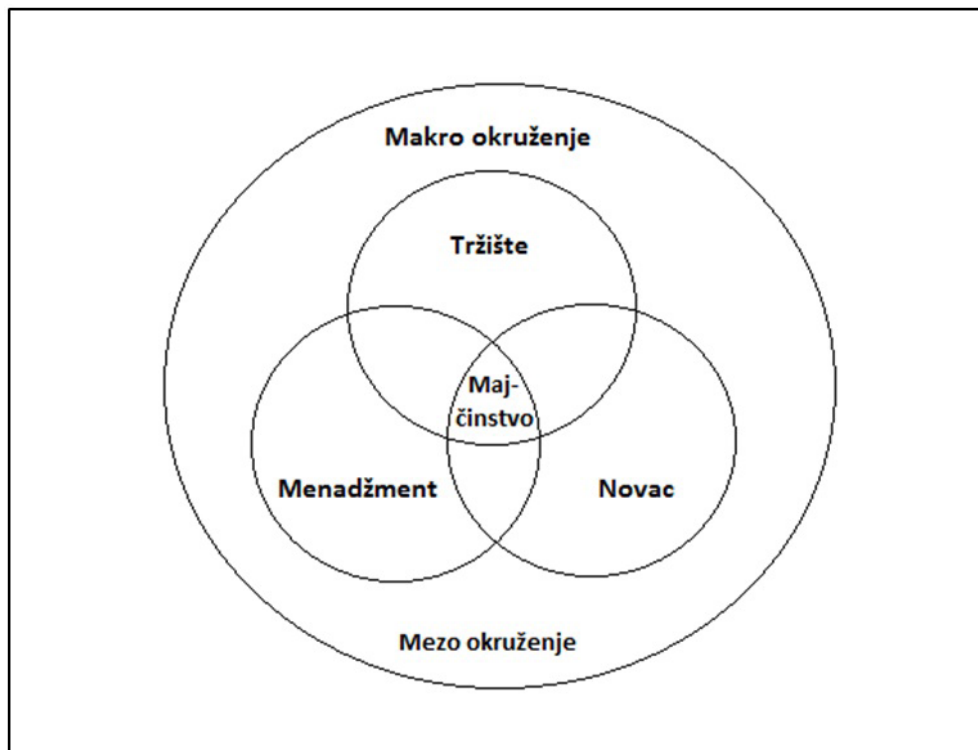 Makro okruženje
Tržište
Maj-
činstvo
Menadžment
Novac
Mezo okruženje